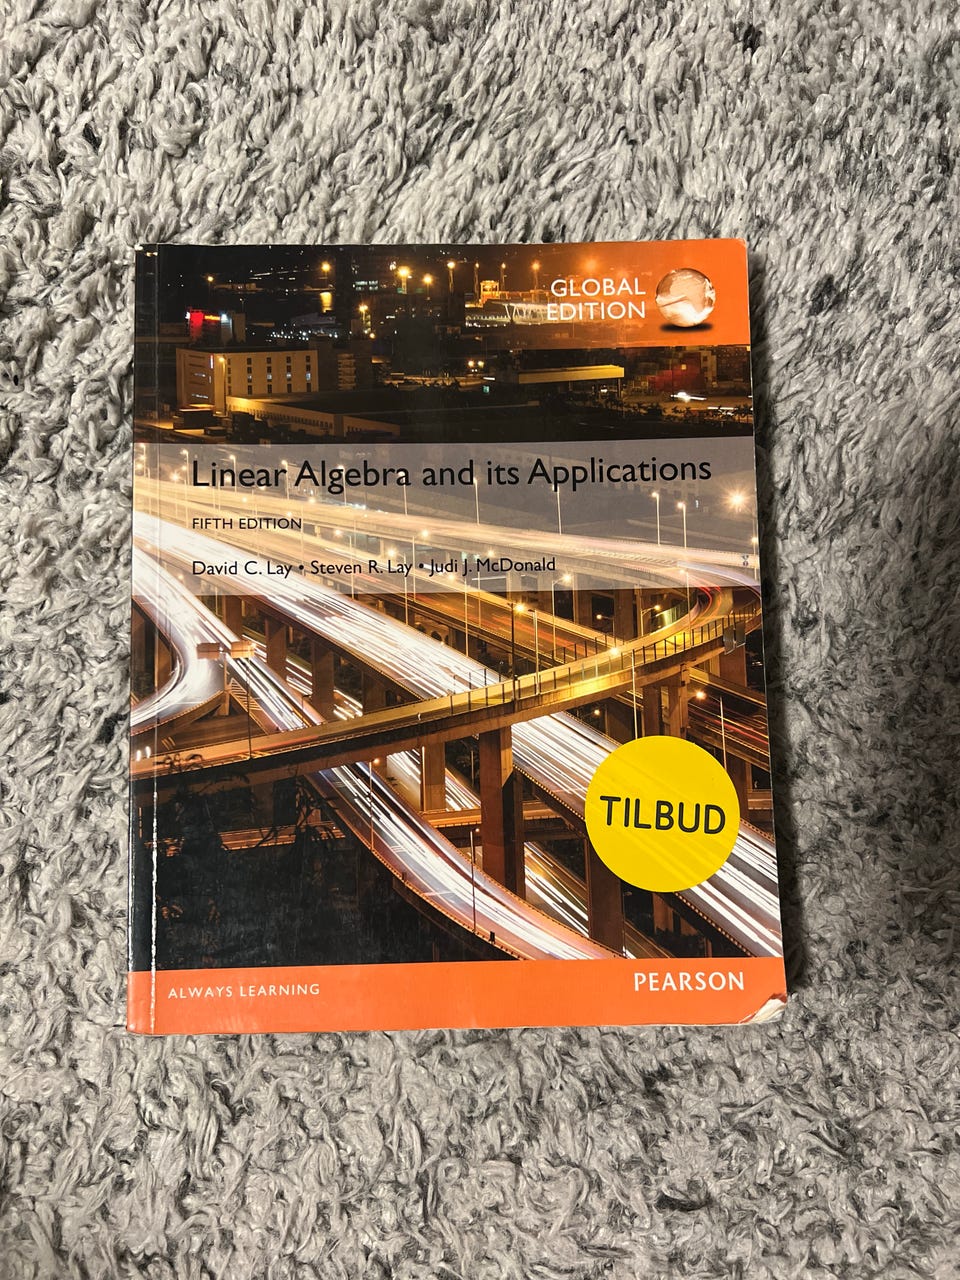 GLOBAL
EDITION
Linear Algebra and its Applications
FIFTH EDITION
David C. Lay • Steven R. Lay • Judi J. McDonald
TILBUD
ALWAYS LEARNING
PEARSON